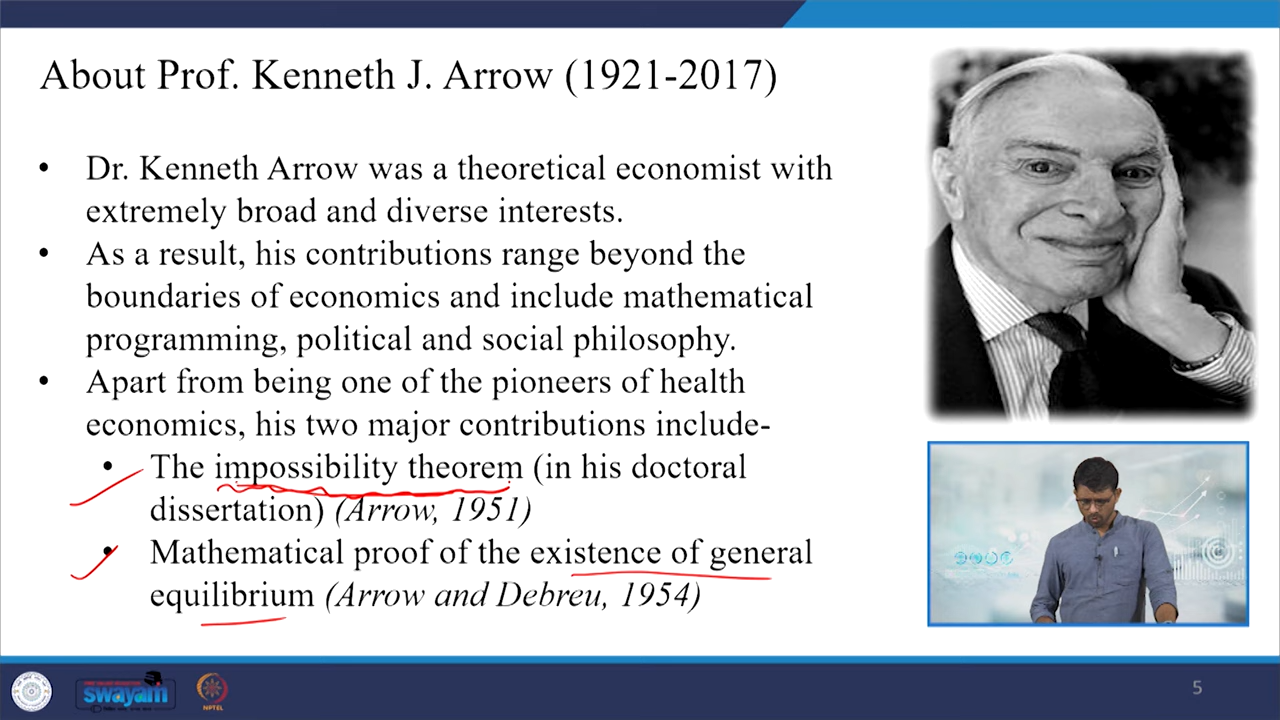 About Prof. Kenneth J. Arrow (1921-2017)
• Dr. Kenneth Arrow was a theoretical economist with
extremely broad and diverse interests.
• As a result, his contributions range beyond the
boundaries of economics and include mathematical
programming, political and social philosophy.
• Apart from being one of the pioneers of health
economics, his two major contributions include-
• The impossibility theorem (in his doctoral
dissertation) (Arrow, 1951)
• Mathematical proof of the existence of general
equilibrium (Arrow and Debreu, 1954)
swayam
NPTEL
5